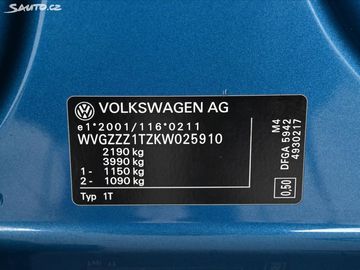 sauto.cz
VOLKSWAGEN AG
e1*2001/116*0211
WVGZZZ1TZKW025910
2190 kg
3990 kg
1- 1150 kg
2- 1090 kg
Typ 1T
M4
DFGA 5942
4930217
0,50